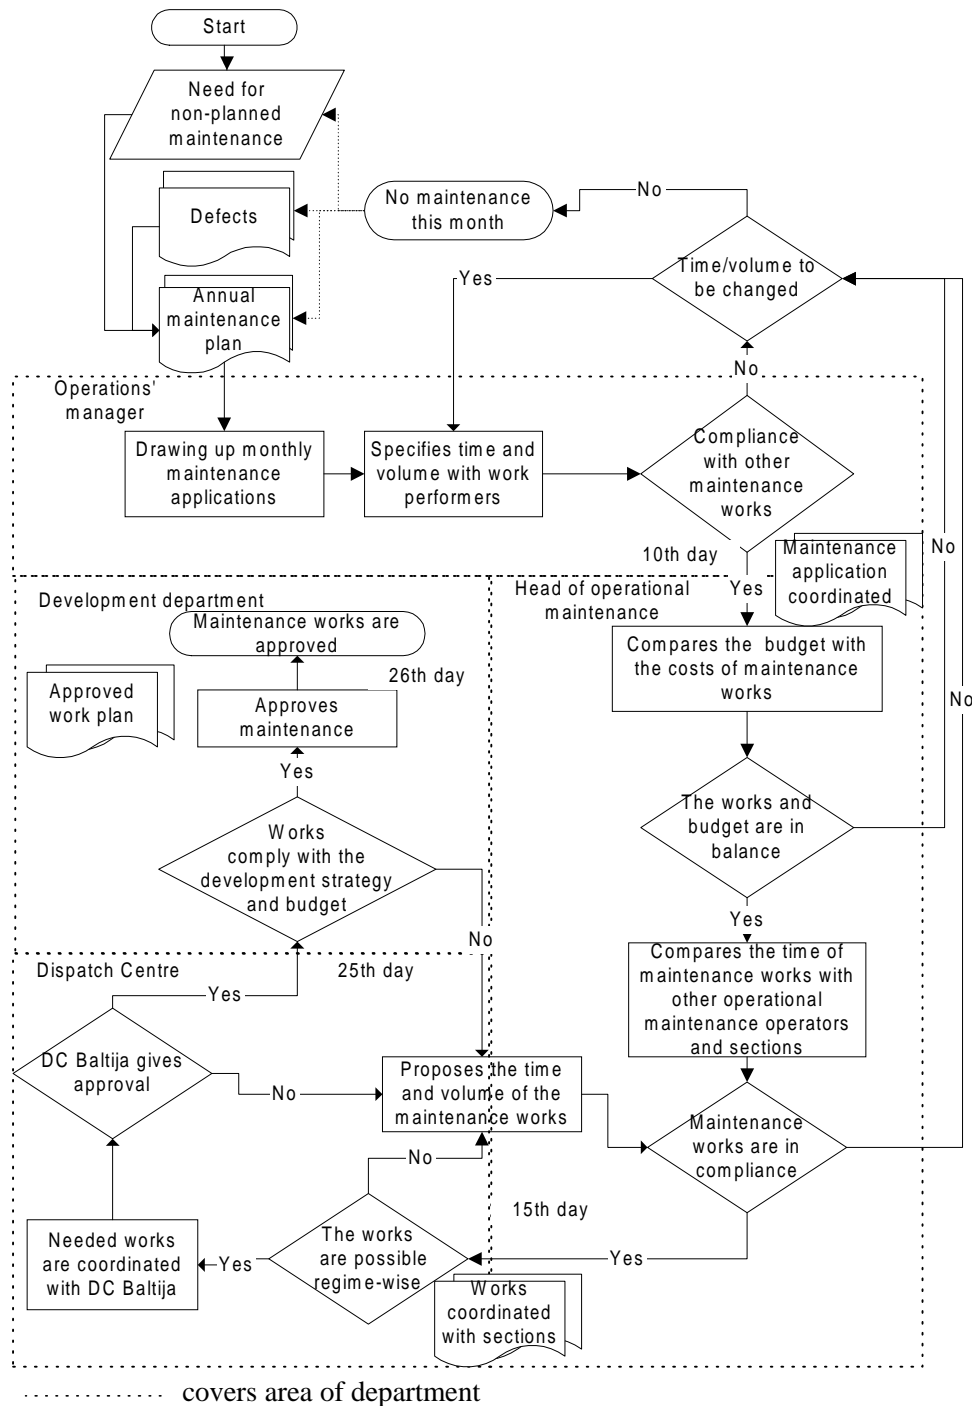 Start
Need for
non-planned
maintenance
Defects
No maintenance
this month
No
Time/volume to
be changed
Yes
Annual
maintenance
plan
No
Operations'
manager
Drawing up monthly
maintenance
applications
Specifies time and
volume with work
performers
Compliance
with other
maintenance
works
10th day
Yes
Maintenance
application
coordinated
No
No
Development department
Maintenance works are
approved
26th day
Approved
work plan
Approves
maintenance
Yes
Works
comply with the
development strategy
and budget
No
Head of operational
maintenance
Compares the budget with
the costs of maintenance
works
The works and
budget are in
balance
Yes
Compares the time of
maintenance works with
other operational
maintenance operators
and sections
Dispatch Centre
25th day
Yes
DC Baltija gives
approval
No
Proposes the time
and volume of the
maintenance works
Maintenance
works are in
compliance
No
15th day
Needed works
are coordinated
with DC Baltija
Yes
The works
are possible
regime-wise
Yes
Works
coordinated
with sections
covers area of department